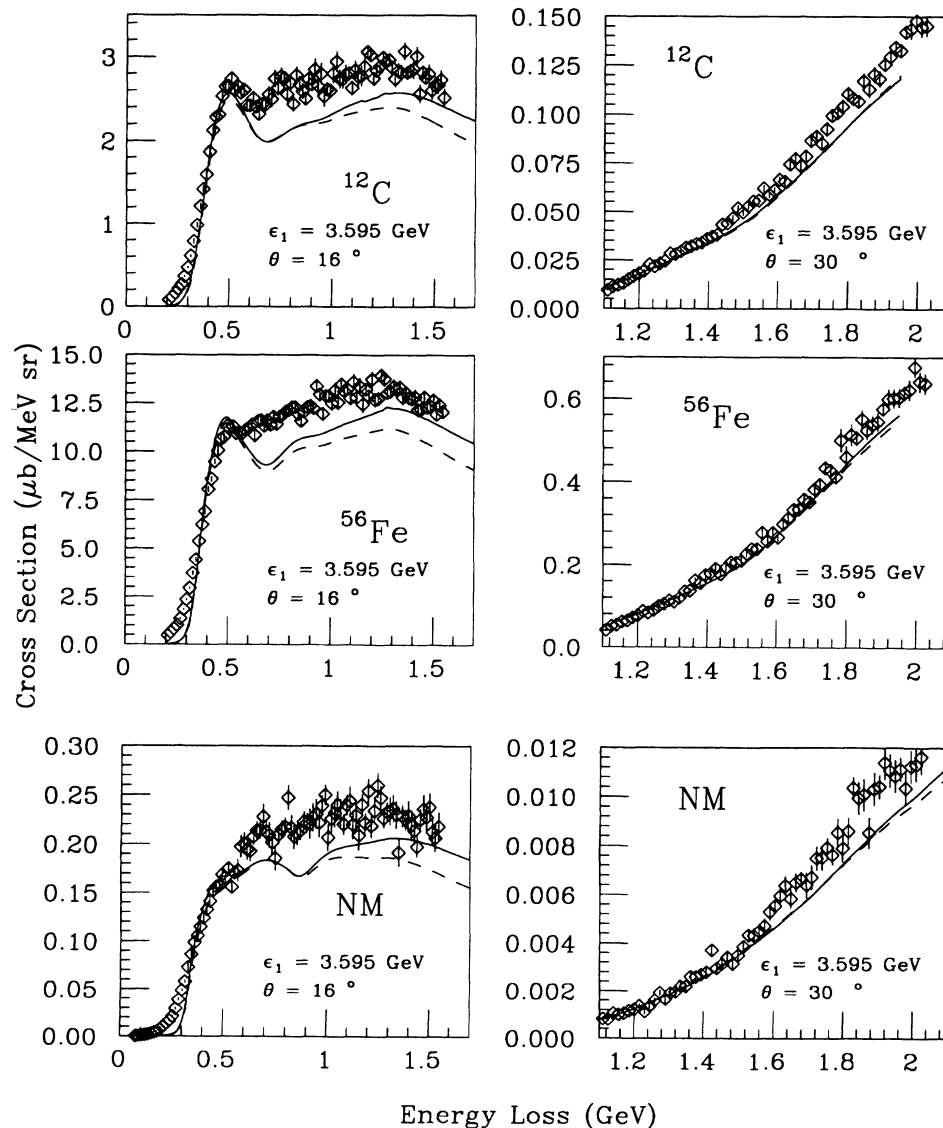 Cross Section (μb/MeV sr)
3
2
1
0
¹²C
ϵ₁ = 3.595 GeV
θ = 16 °
0 0.5 1 1.5
0.150
0.125
0.100
0.075
0.050
0.025
0.000
¹²C
ϵ₁ = 3.595 GeV
θ = 30 °
1.2 1.4 1.6 1.8 2
15.0
12.5
10.0
7.5
5.0
2.5
0.0
⁵⁶Fe
ϵ₁ = 3.595 GeV
θ = 16 °
0 0.5 1 1.5
0.6
0.4
0.2
0.0
⁵⁶Fe
ϵ₁ = 3.595 GeV
θ = 30 °
1.2 1.4 1.6 1.8 2
0.30
0.25
0.20
0.15
0.10
0.05
0.00
NM
ϵ₁ = 3.595 GeV
θ = 16 °
0 0.5 1 1.5
0.012
0.010
0.008
0.006
0.004
0.002
0.000
NM
ϵ₁ = 3.595 GeV
θ = 30 °
1.2 1.4 1.6 1.8 2
Energy Loss (GeV)